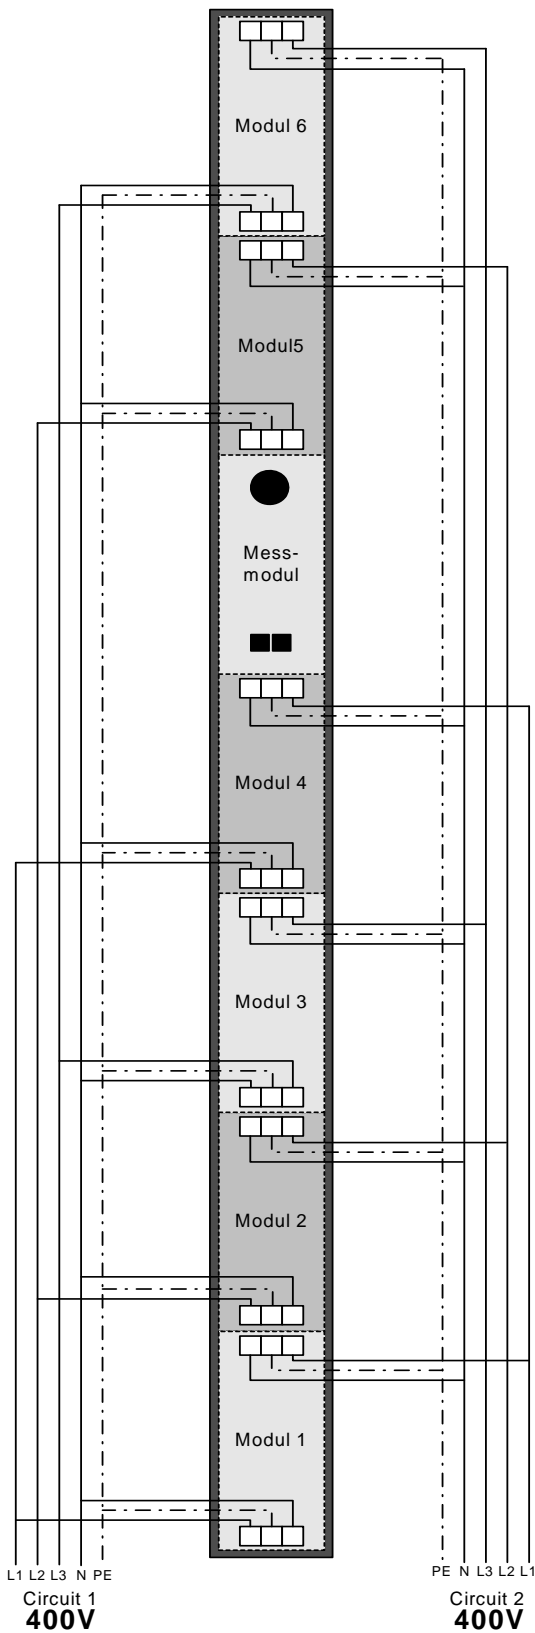 Modul 6
Modul5
Mess-
modul
Modul 4
Modul 3
Modul 2
Modul 1
L1 L2 L3 N PE
Circuit 1
400V
PE N L3 L2 L1
Circuit 2
400V